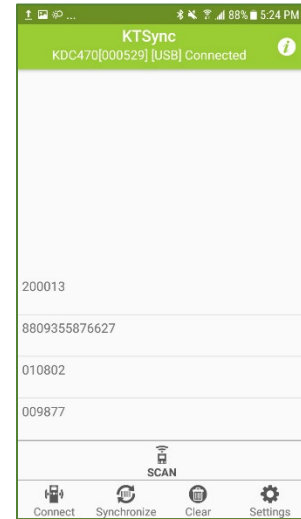 ... 88% 5:24 PM
KTSync
KDC470[000529] [USB] Connected
i
200013
8809355876627
010802
009877
SCAN
Connect Synchronize Clear Settings